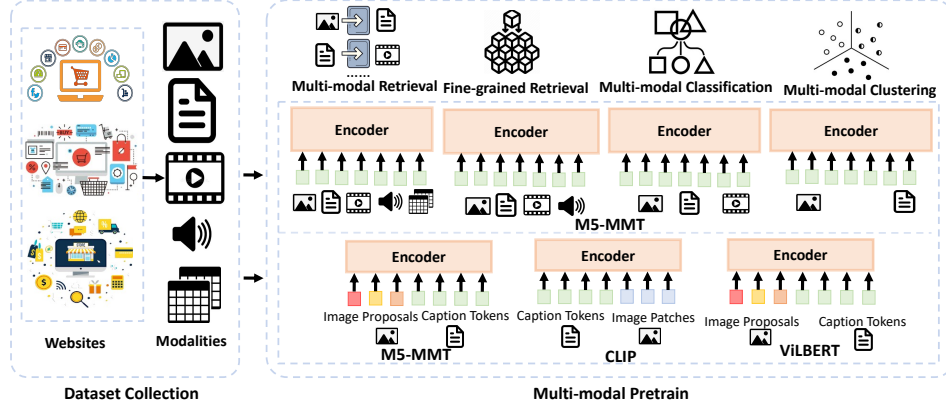 Websites
Modalities
Dataset Collection
......
Multi-modal Retrieval
Fine-grained Retrieval
Multi-modal Classification
Multi-modal Clustering
Encoder
Encoder
Encoder
Encoder
M5-MMT
Encoder
Encoder
Encoder
Image Proposals
Caption Tokens
Caption Tokens
Image Patches
Image Proposals
Caption Tokens
M5-MMT
CLIP
ViLBERT
Multi-modal Pretrain